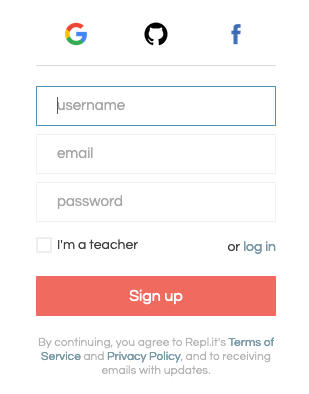 username
email
password
I'm a teacher
or log in
Sign up
By continuing, you agree to Repl.it's Terms of
Service and Privacy Policy, and to receiving
emails with updates.